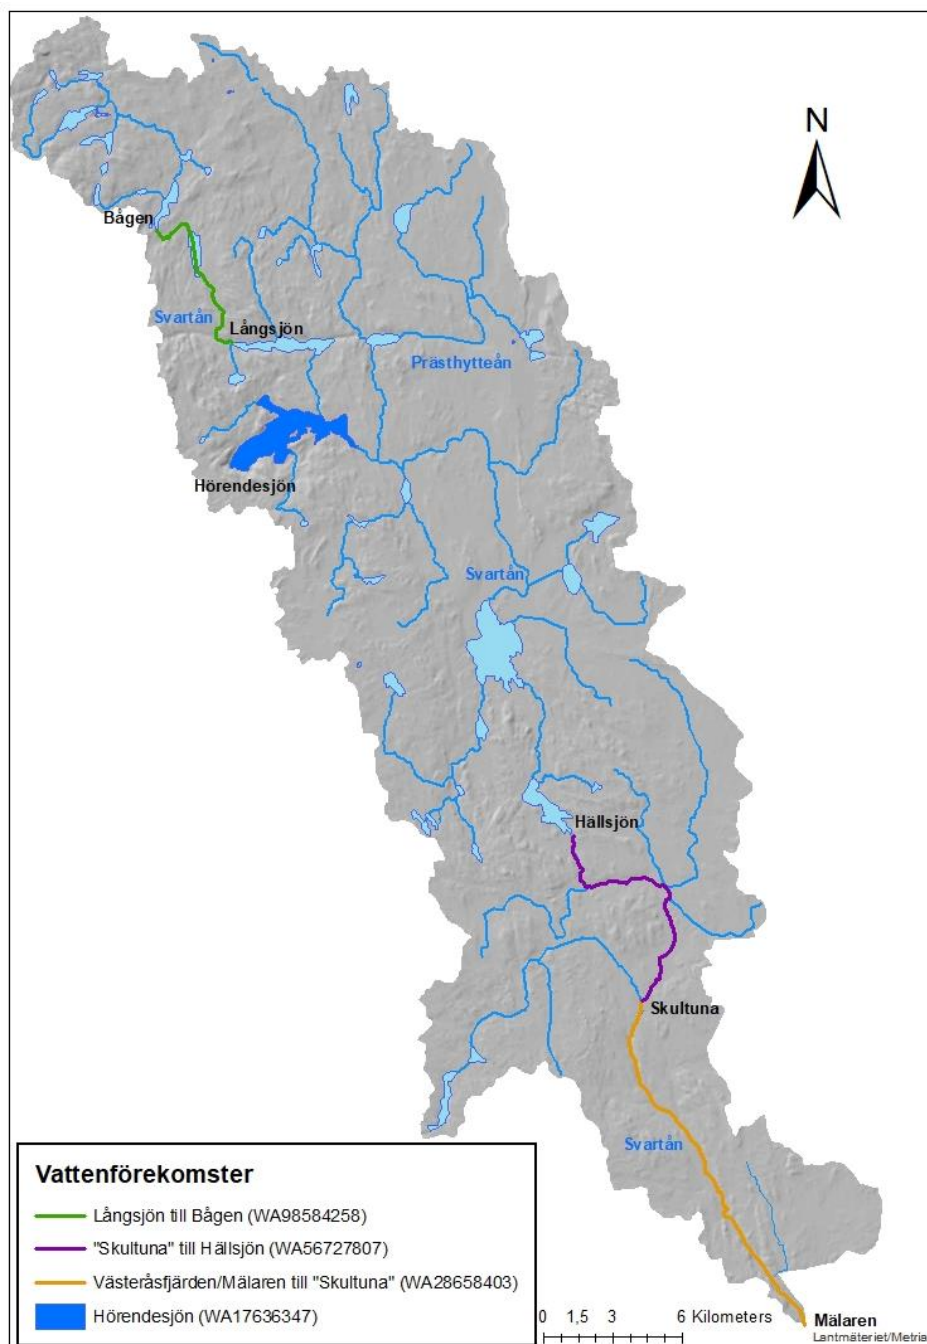 N
Bågen
Svartån
Långsjön
Prästhytteån
Hörendesjön
Svartån
Hällsjön
Skultuna
Svartån
Vattenförekomster
Långsjön till Bågen (WA98584258)
"Skultuna" till Hällsjön (WA56727807)
Västeråsfjärden/Mälaren till "Skultuna" (WA28658403)
Hörendesjön (WA17636347)
0 1,5 3 6 Kilometers
Mälaren
Lantmäteriet/Metria